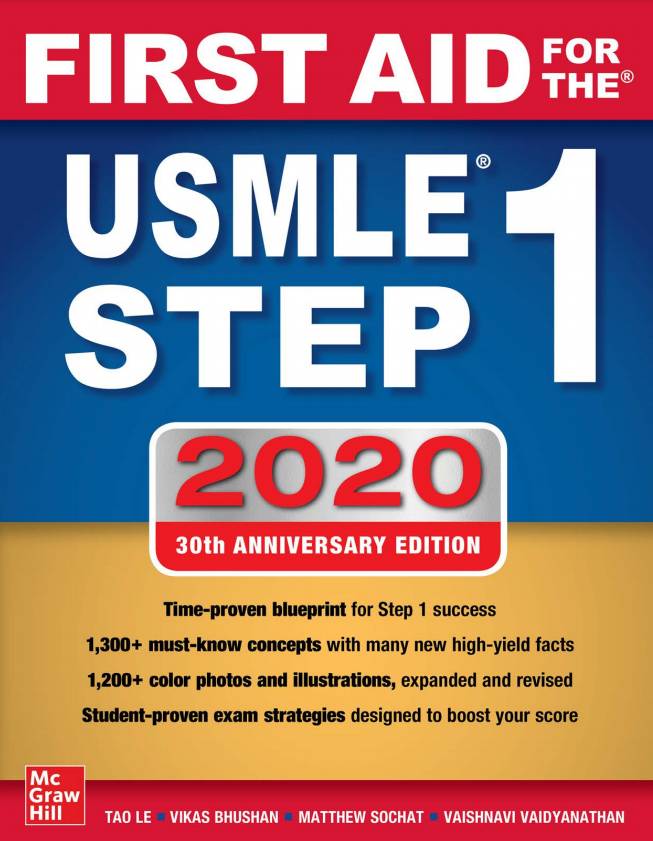 FIRST AID FOR THE®
USMLE® 1
STEP
2020
30th ANNIVERSARY EDITION
Time-proven blueprint for Step 1 success
1,300+ must-know concepts with many new high-yield facts
1,200+ color photos and illustrations, expanded and revised
Student-proven exam strategies designed to boost your score
Mc
Graw
Hill
TAO LE ▪ VIKAS BHUSHAN ▪ MATTHEW SOCHAT ▪ VAISHNAVI VAIDYANATHAN